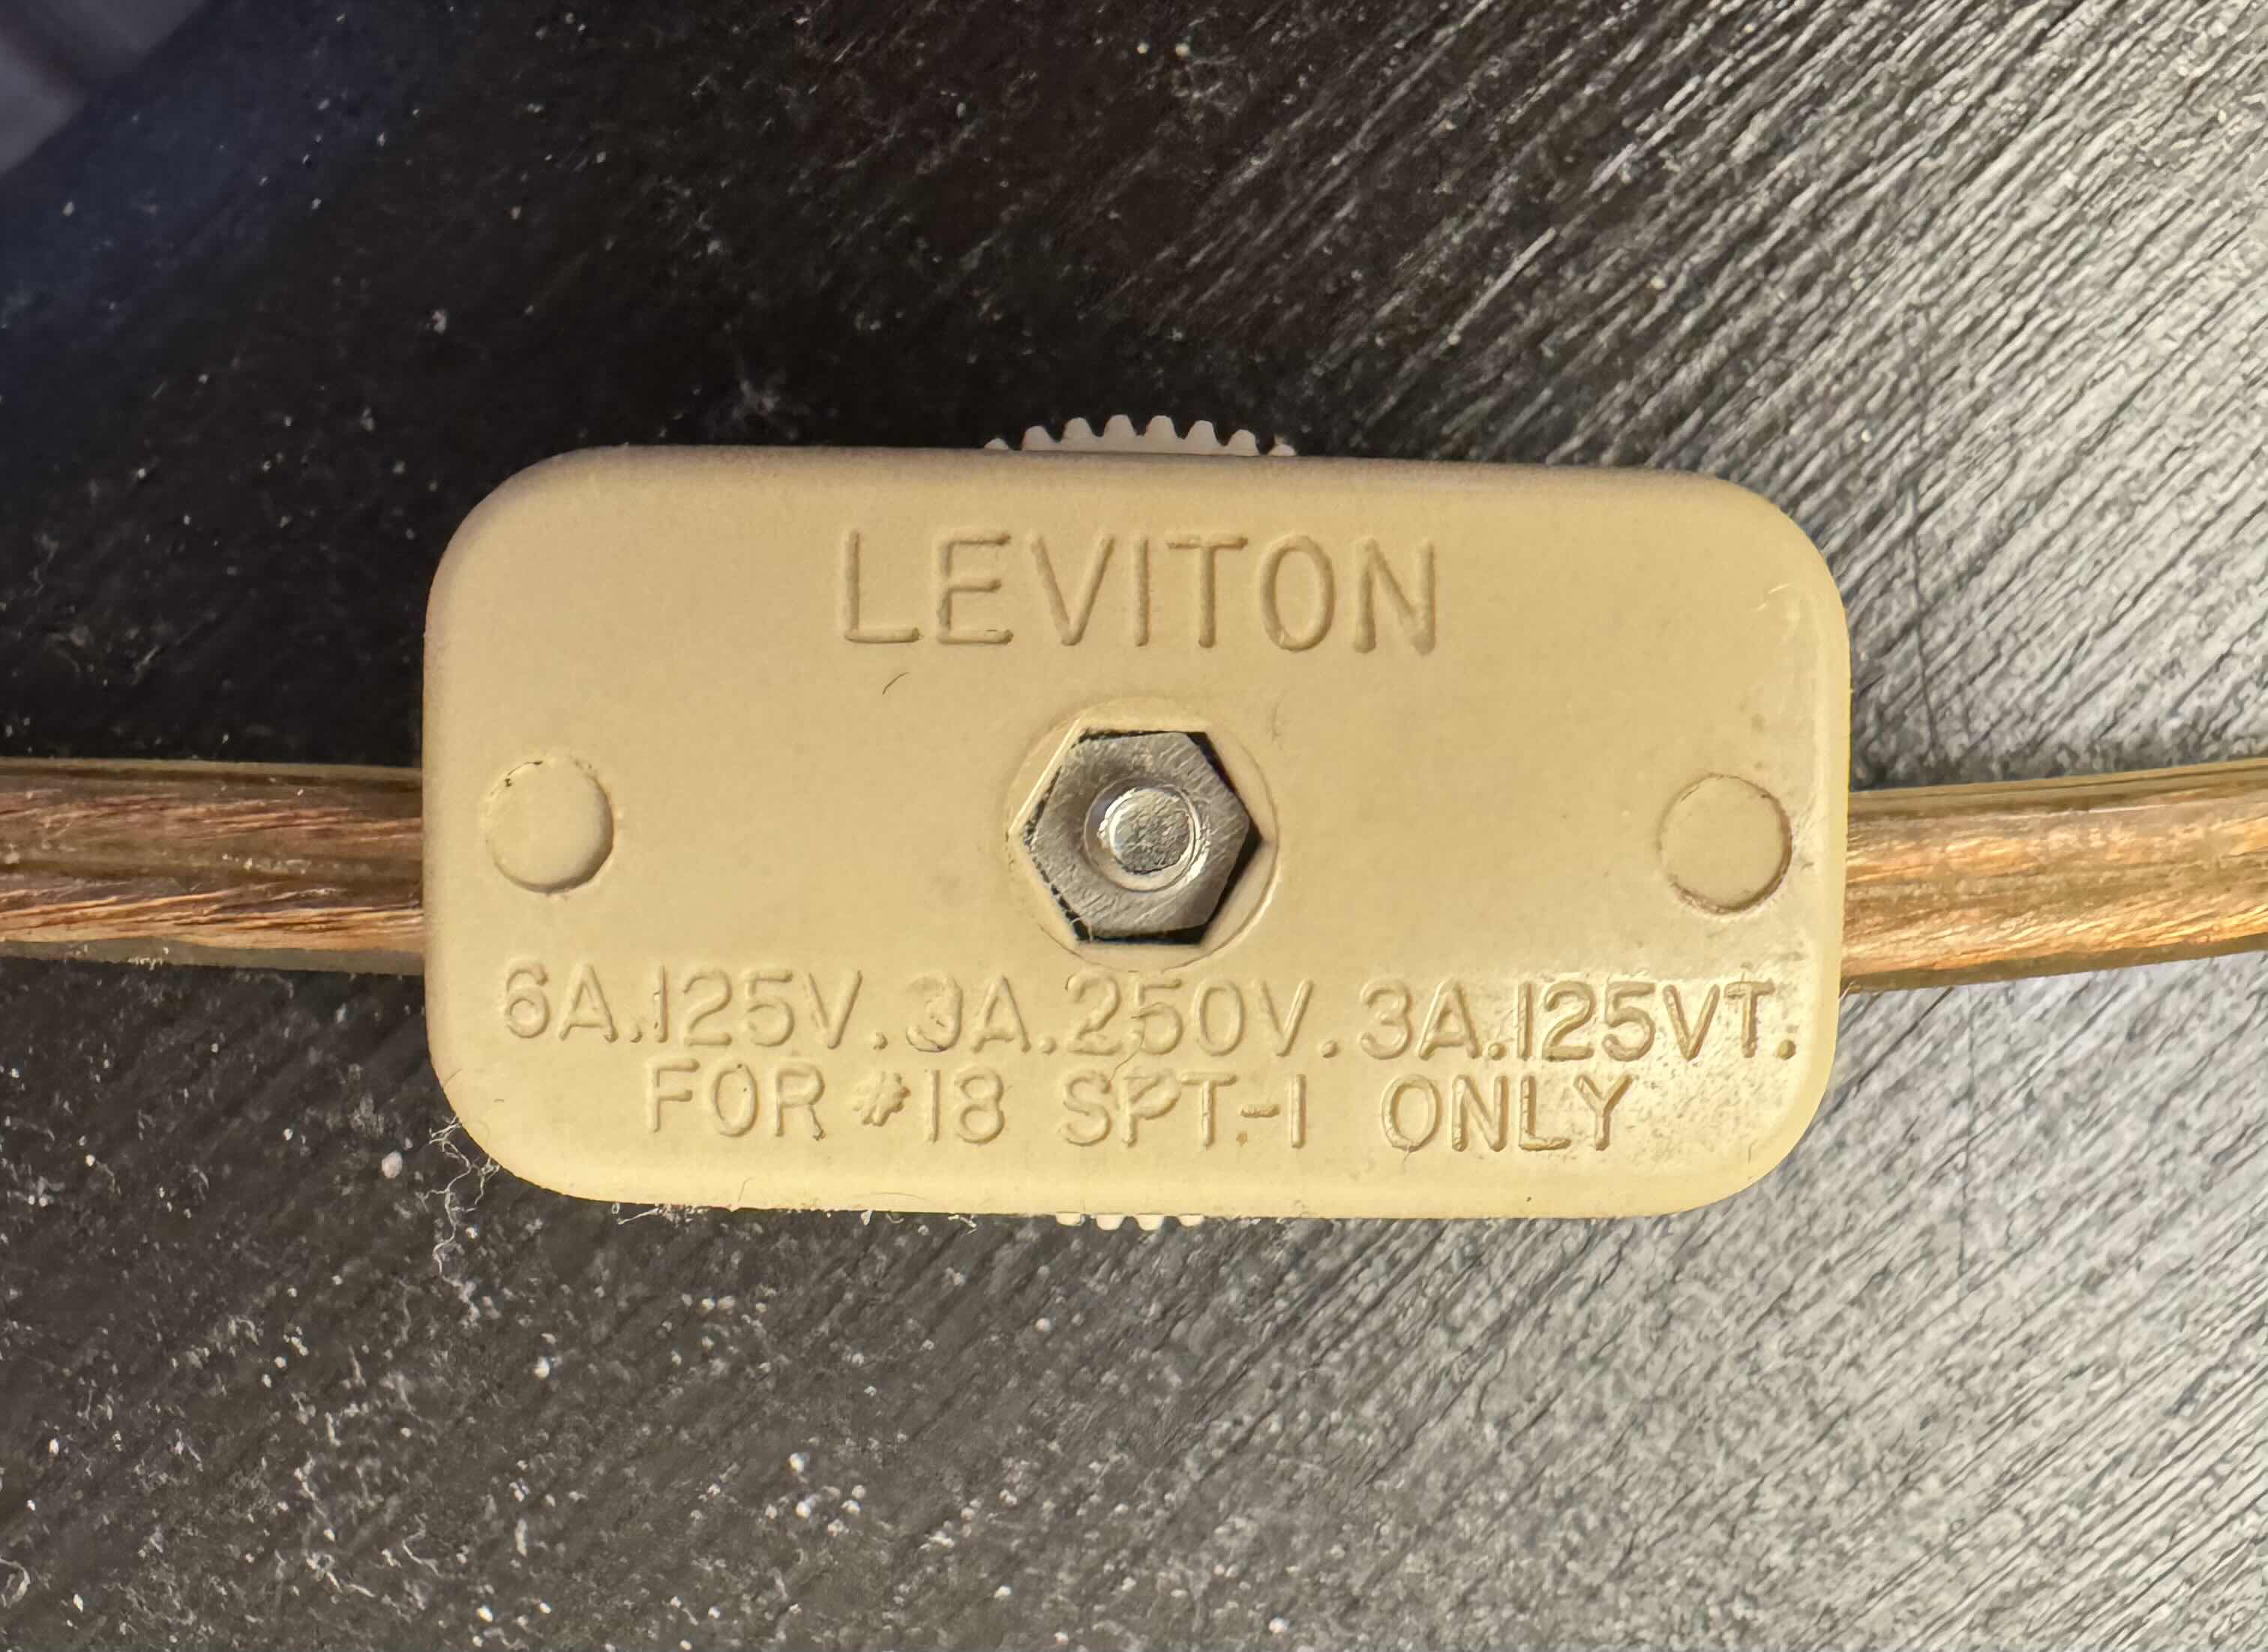 LEVITON
6A.125V.3A.250V.3A.125VT.
FOR #18 SPT.-1 ONLY